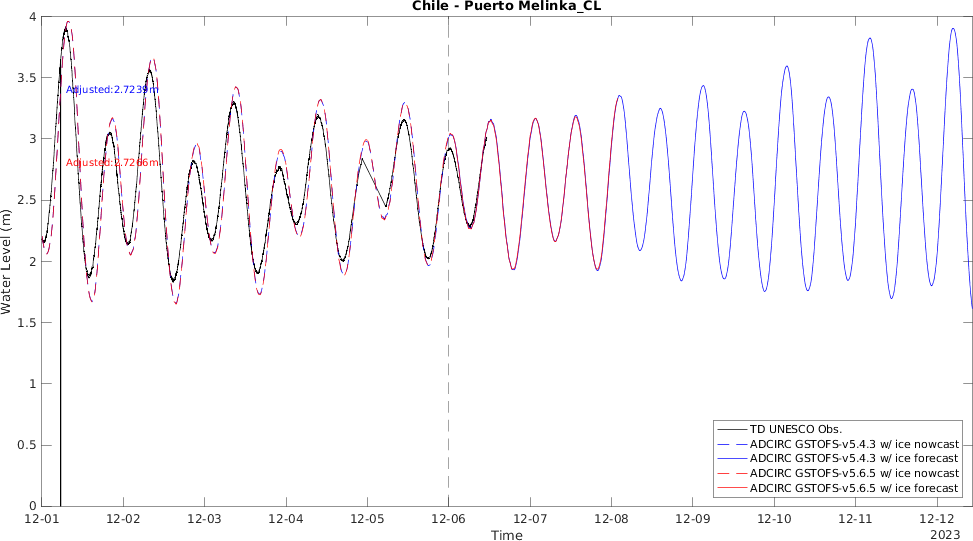 Chile - Puerto Melinka_CL
4
3.5
3
2.5
2
1.5
1
0.5
0
Water Level (m)
Adjusted:2.7239m
Adjusted:2.7266m
TD UNESCO Obs.
ADCIRC GSTOFS-v5.4.3 w/ ice nowcast
ADCIRC GSTOFS-v5.4.3 w/ ice forecast
ADCIRC GSTOFS-v5.6.5 w/ ice nowcast
ADCIRC GSTOFS-v5.6.5 w/ ice forecast
12-01 12-02 12-03 12-04 12-05 12-06 12-07 12-08 12-09 12-10 12-11 12-12
2023
Time